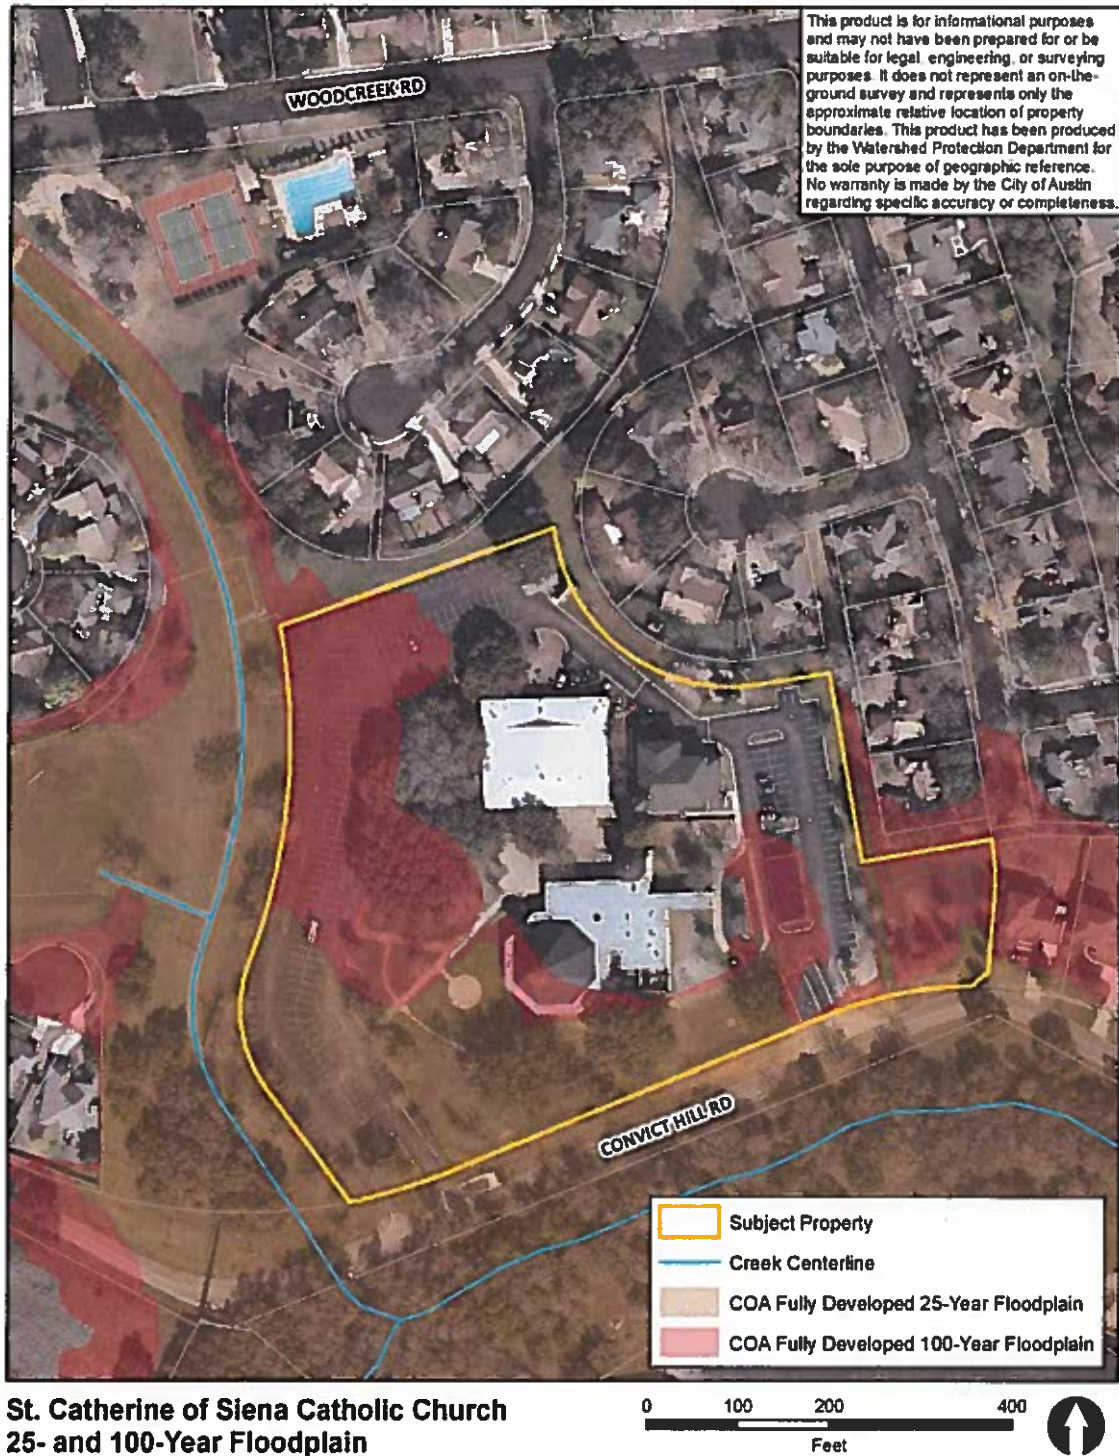 This product is for informational purposes
and may not have been prepared for or be
suitable for legal, engineering, or surveying
purposes. It does not represent an on-the-
ground survey and represents only the
approximate relative location of property
boundaries. This product has been produced
by the Watershed Protection Department for
the sole purpose of geographic reference.
No warranty is made by the City of Austin
regarding specific accuracy or completeness.
WOODCREEK RD
CONVICT HILL RD
Subject Property
Creek Centerline
COA Fully Developed 25-Year Floodplain
COA Fully Developed 100-Year Floodplain
St. Catherine of Siena Catholic Church
25- and 100-Year Floodplain
0 100 200 400
Feet